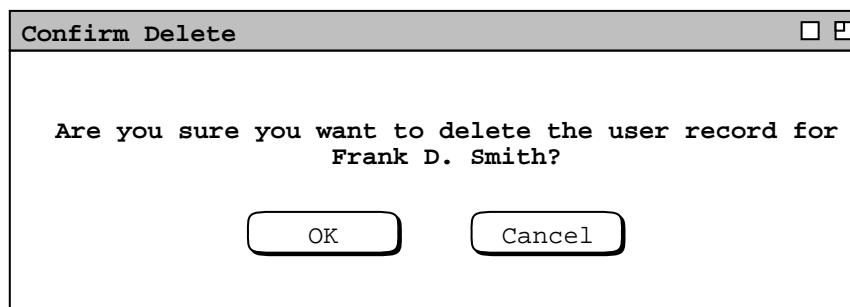 Confirm Delete
Are you sure you want to delete the user record for
Frank D. Smith?
OK
Cancel